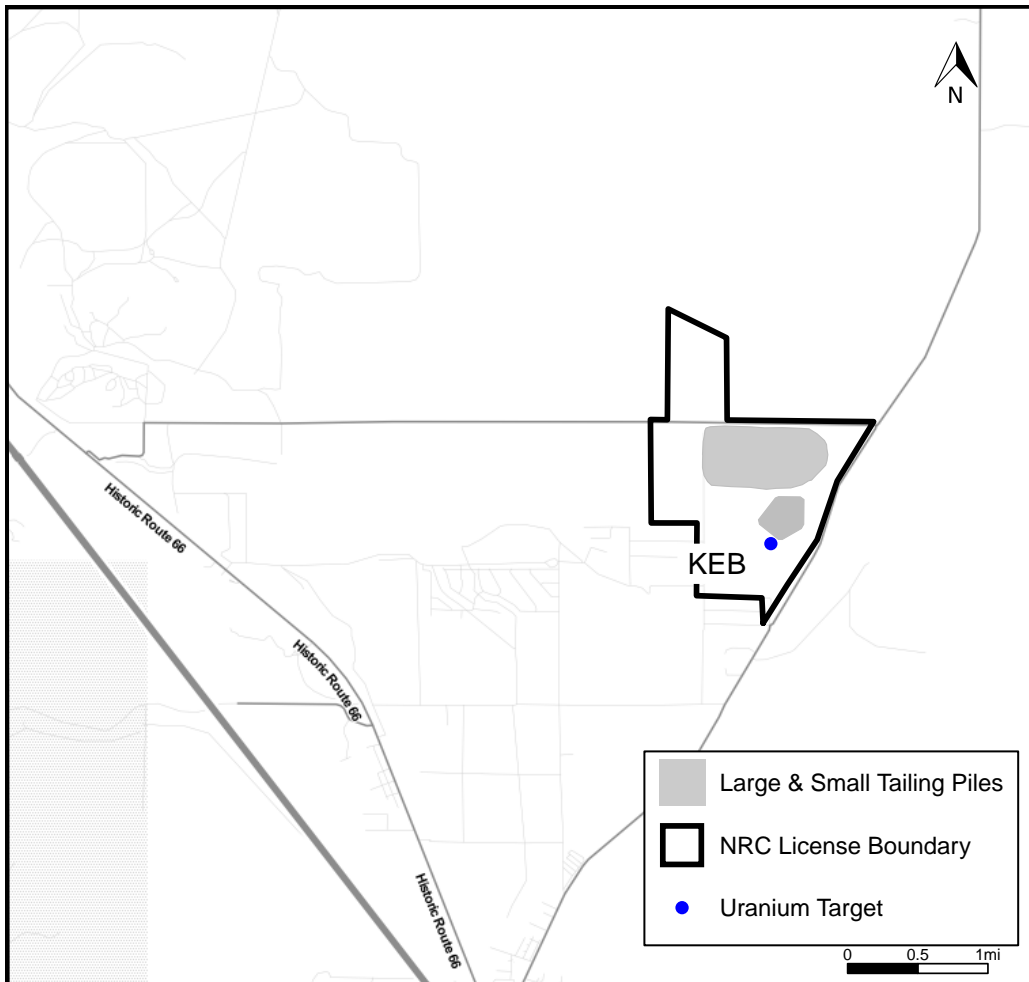 N
Historic Route 66
KEB
Historic Route 66
Large & Small Tailing Piles
NRC License Boundary
Historic Route 66
Uranium Target
0 0.5 1mi